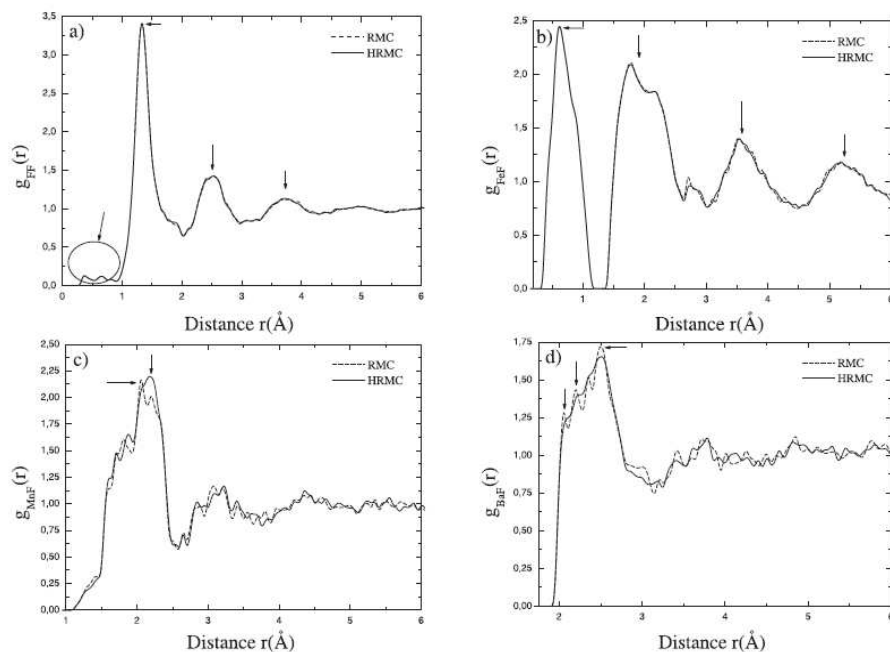 a)
RMC
HRMC
3,5
3,0
2,5
2,0
1,5
1,0
0,5
0,0
g_FF(r)
0 1 2 3 4 5 6
Distance r(Å)
b)
RMC
HRMC
2,5
2,0
1,5
1,0
0,5
0,0
g_FeF(r)
1 2 3 4 5 6
Distance r(Å)
c)
RMC
HRMC
2,50
2,25
2,00
1,75
1,50
1,25
1,00
0,75
0,50
0,25
0,00
g_MnF(r)
1 2 3 4 5 6
Distance r(Å)
d)
RMC
HRMC
1,75
1,50
1,25
1,00
0,75
0,50
0,25
0,00
g_BaF(r)
2 3 4 5 6
Distance r(Å)